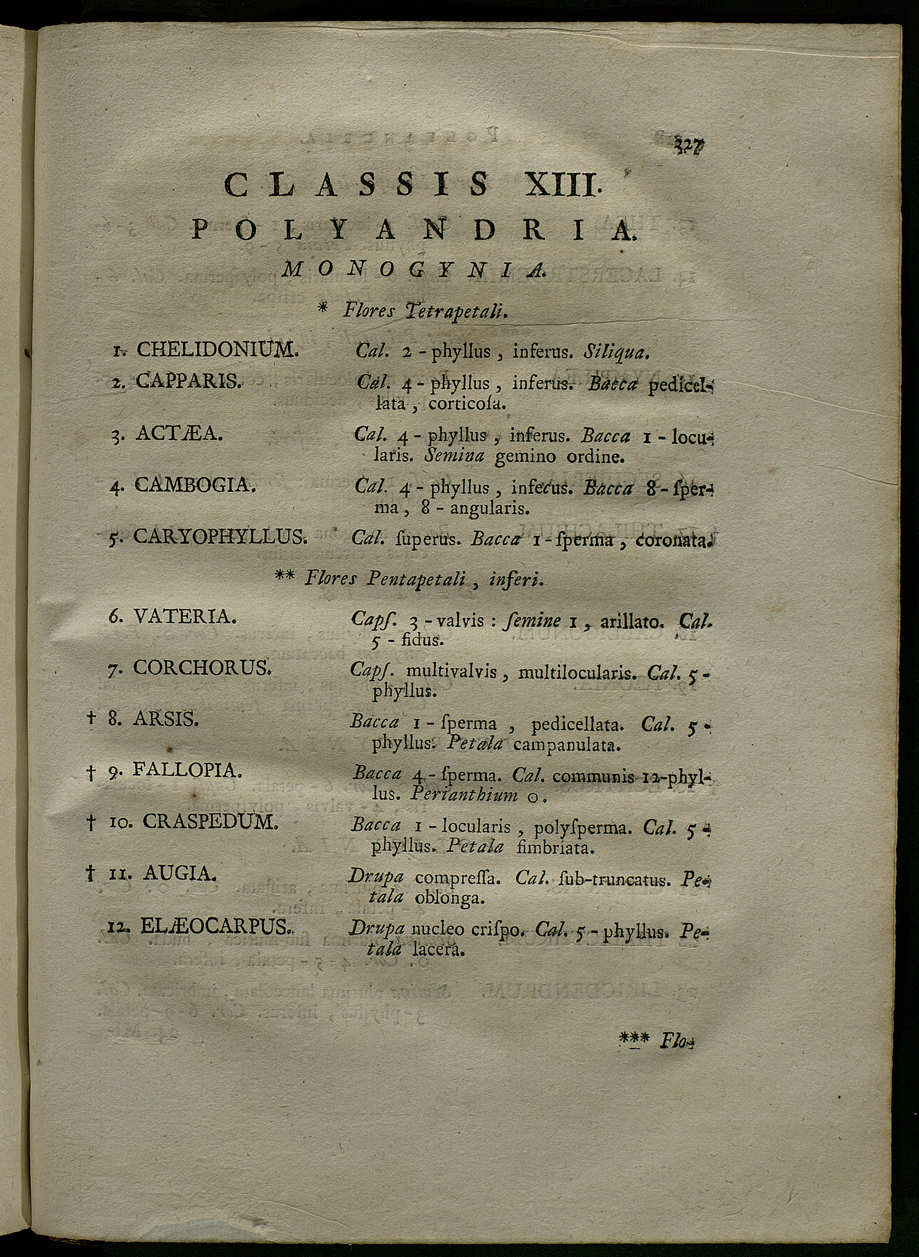 327
CLASSIS XIII.
POLYANDRIA.
MONOGYNIA.
* Flores Tetrapetali.
1. CHELIDONIUM. Cal. 2 - phyllus, inferus. Siliqua.
2. CAPPARIS. Cal. 4 - phyllus, inferus. Bacca pedicel-
lata, corticoſa.
3. ACTÆA. Cal. 4 - phyllus, inferus. Bacca 1 - locu-
laris. Semina gemino ordine.
4. CAMBOGIA. Cal. 4 - phyllus, inferus. Bacca 8 - ſper-
ma, 8 - angularis.
5. CARYOPHYLLUS. Cal. ſuperus. Bacca 1 - ſperma, coronata.
** Flores Pentapetali, inferi.
6. VATERIA. Capſ. 3 - valvis: ſemine 1, arillato. Cal.
5 - fidus.
7. CORCHORUS. Capſ. multivalvis, multilocularis. Cal. 5 -
phyllus.
† 8. ARSIS. Bacca 1 - ſperma, pedicellata. Cal. 5 -
phyllus. Petala campanulata.
† 9. FALLOPIA. Bacca 4 - ſperma. Cal. communis 12-phyl-
lus. Perianthium ⊙.
† 10. CRASPEDUM. Bacca 1 - locularis, polyſperma. Cal. 5 -
phyllus. Petala fimbriata.
† 11. AUGIA. Drupa compreſſa. Cal. ſub-truncatus. Pe-
tala oblonga.
12. ELÆOCARPUS. Drupa nucleo criſpo. Cal. 5 - phyllus. Pe-
tala lacera.
*** Flo-